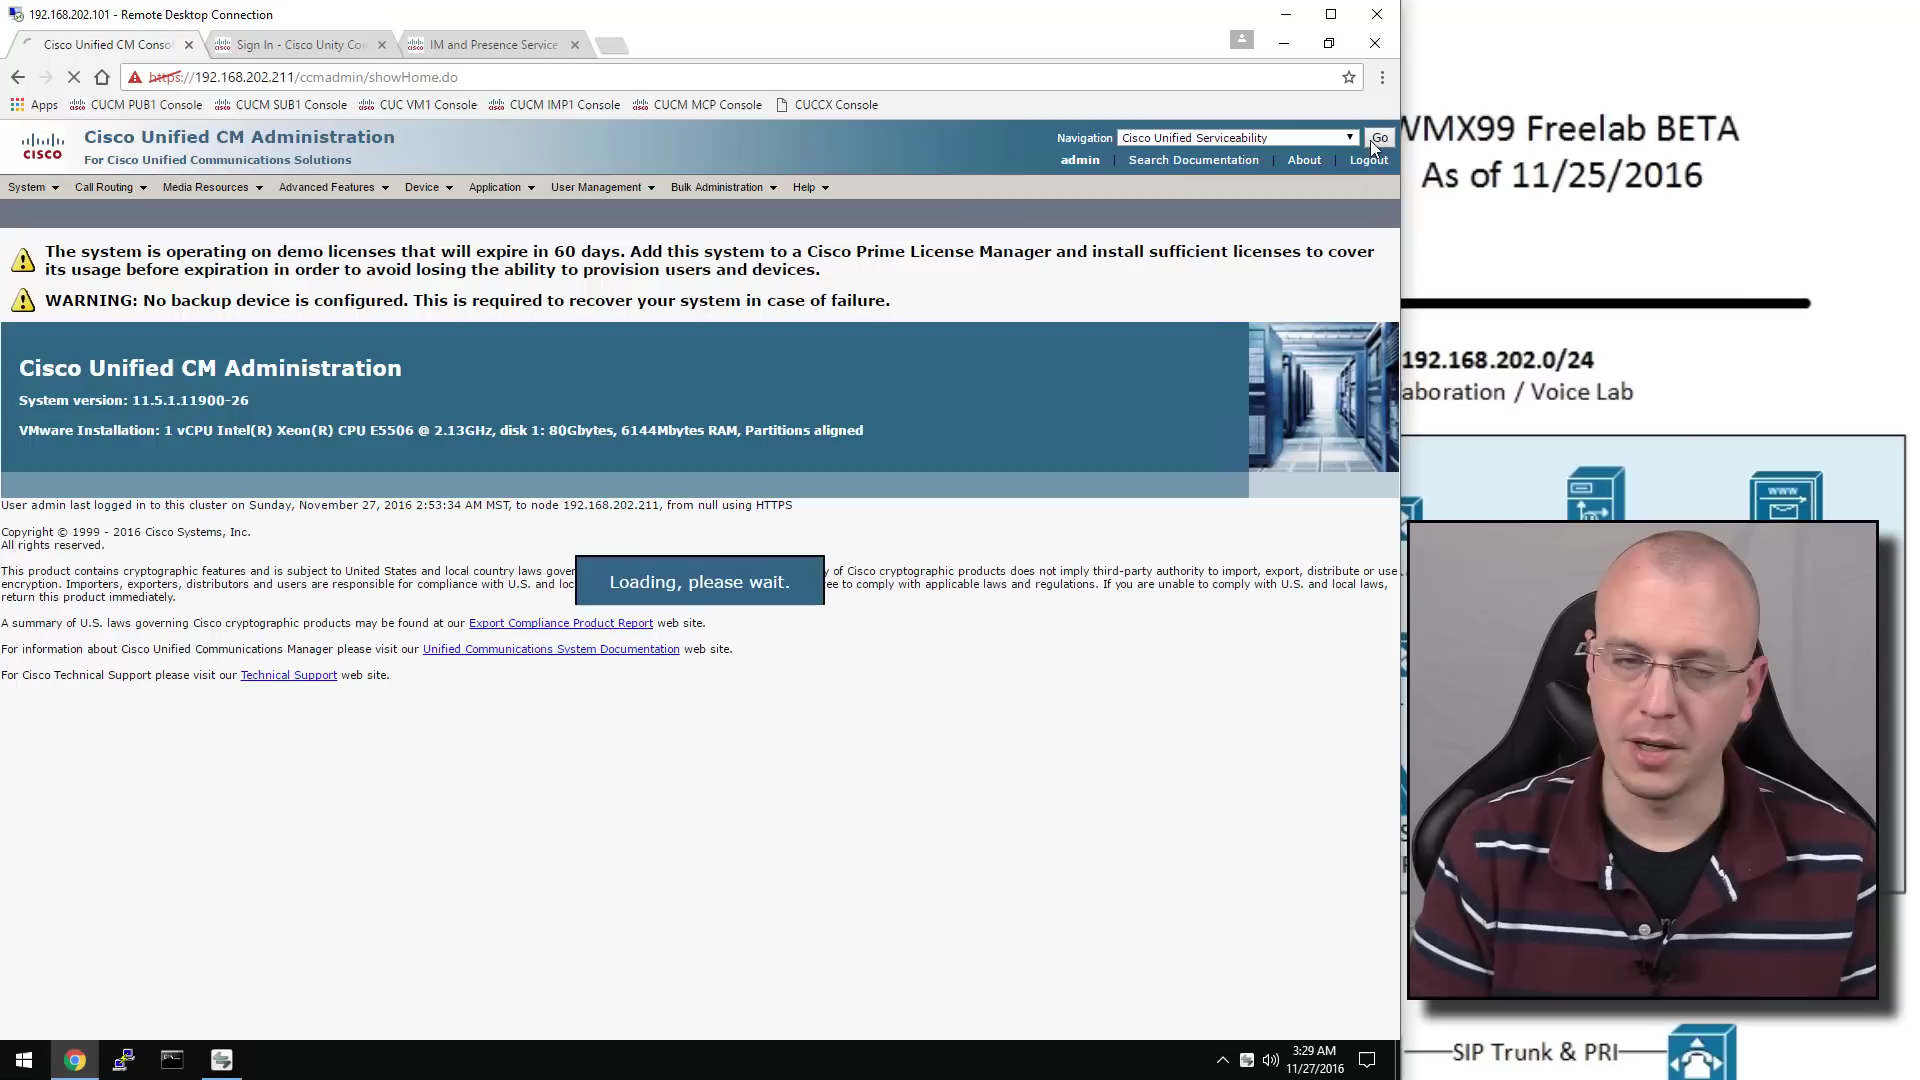 192.168.202.101 - Remote Desktop Connection
Cisco Unified CM Conso
Sign In - Cisco Unity Co
IM and Presence Service
https://192.168.202.211/ccmadmin/showHome.do
Apps
CUCM PUB1 Console
CUCM SUB1 Console
CUC VM1 Console
CUCM IMP1 Console
CUCM MCP Console
CUCCX Console
CISCO
Cisco Unified CM Administration
For Cisco Unified Communications Solutions
Navigation Cisco Unified Serviceability Go
admin | Search Documentation | About | Logout
System Call Routing Media Resources Advanced Features Device Application User Management Bulk Administration Help
The system is operating on demo licenses that will expire in 60 days. Add this system to a Cisco Prime License Manager and install sufficient licenses to cover
its usage before expiration in order to avoid losing the ability to provision users and devices.
WARNING: No backup device is configured. This is required to recover your system in case of failure.
Cisco Unified CM Administration
System version: 11.5.1.11900-26
VMware Installation: 1 vCPU Intel(R) Xeon(R) CPU E5506 @ 2.13GHz, disk 1: 80Gbytes, 6144Mbytes RAM, Partitions aligned
User admin last logged in to this cluster on Sunday, November 27, 2016 2:53:34 AM MST, to node 192.168.202.211, from null using HTTPS
Copyright © 1999 - 2016 Cisco Systems, Inc.
All rights reserved.
This product contains cryptographic features and is subject to United States and local country laws gover y of Cisco cryptographic products does not imply third-party authority to import, export, distribute or use
encryption. Importers, exporters, distributors and users are responsible for compliance with U.S. and loc ree to comply with applicable laws and regulations. If you are unable to comply with U.S. and local laws,
return this product immediately.
Loading, please wait.
A summary of U.S. laws governing Cisco cryptographic products may be found at our Export Compliance Product Report web site.
For information about Cisco Unified Communications Manager please visit our Unified Communications System Documentation web site.
For Cisco Technical Support please visit our Technical Support web site.
3:29 AM
11/27/2016
WMX99 Freelab BETA
As of 11/25/2016
192.168.202.0/24
aboration / Voice Lab
WWW
SIP Trunk & PRI